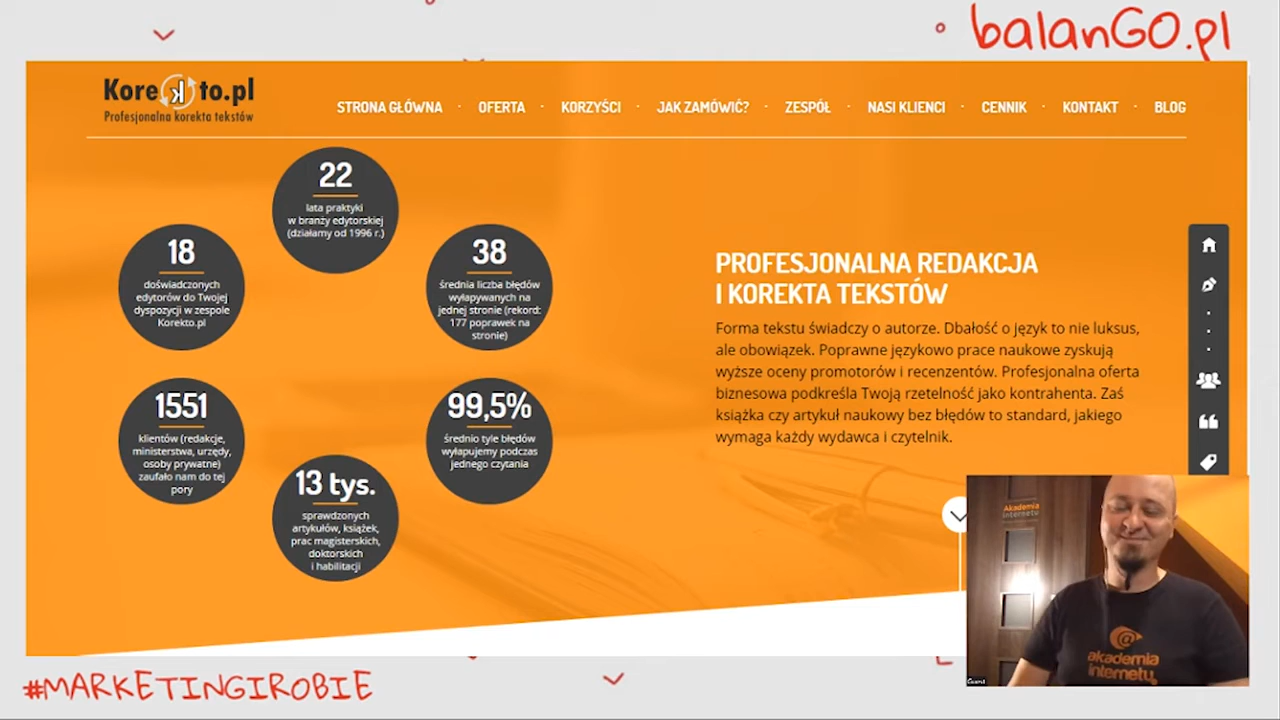 balanGO.pl
Korekto.pl
Profesjonalna korekta tekstów
STRONA GŁÓWNA · OFERTA · KORZYŚCI · JAK ZAMÓWIĆ? · ZESPÓŁ · NASI KLIENCI · CENNIK · KONTAKT · BLOG
22
lata praktyki
w branży edytorskiej
(działamy od 1996 r.)
18
doświadczonych
edytorów do Twojej
dyspozycji w zespole
Korekto.pl
38
średnia liczba błędów
wyłapywanych na
jednej stronie (rekord:
177 poprawek na
stronie)
1551
klientów (redakcje,
ministerstwa, urzędy,
osoby prywatne)
zaufało nam do tej
pory
99,5%
średnio tyle błędów
wyłapujemy podczas
jednego czytania
13 tys.
sprawdzonych
artykułów, książek,
prac magisterskich,
doktorskich
i habilitacji
PROFESJONALNA REDAKCJA
I KOREKTA TEKSTÓW
Forma tekstu świadczy o autorze. Dbałość o język to nie luksus,
ale obowiązek. Poprawne językowo prace naukowe zyskują
wyższe oceny promotorów i recenzentów. Profesjonalna oferta
biznesowa podkreśla Twoją rzetelność jako kontrahenta. Zaś
książka czy artykuł naukowy bez błędów to standard, jakiego
wymaga każdy wydawca i czytelnik.
Akademia
Internetu
akademia
internetu
#MARKETINGIROBIE